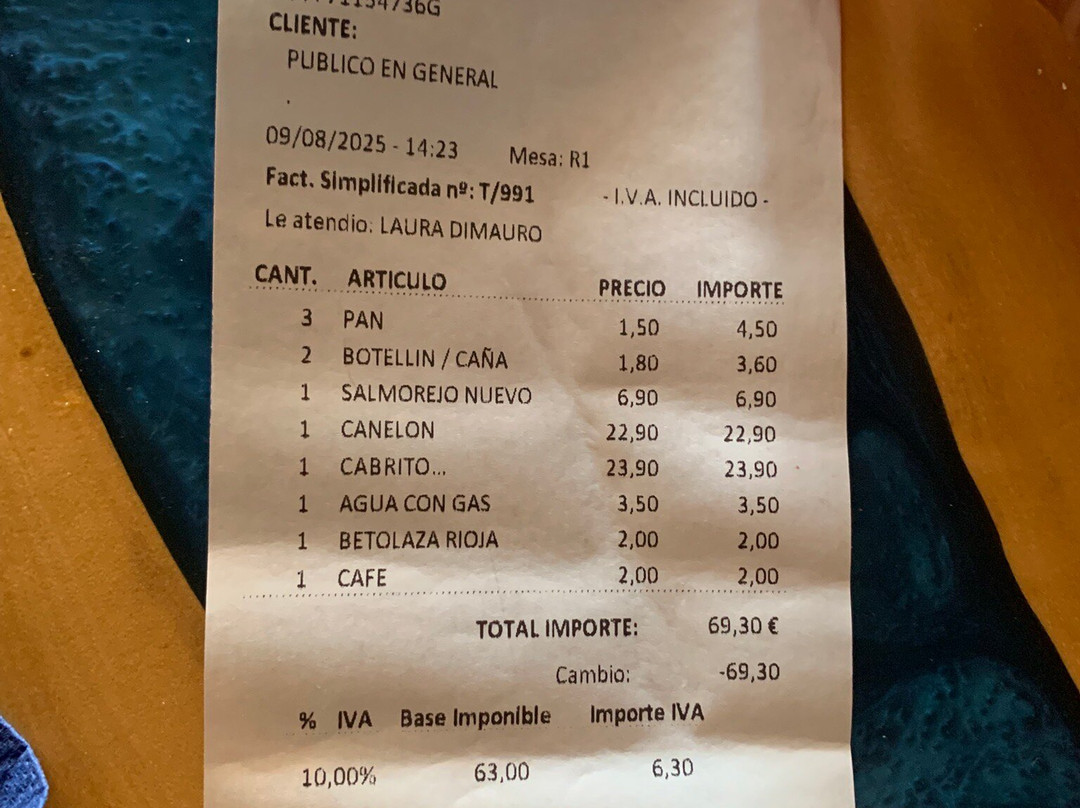 CLIENTE:
PUBLICO EN GENERAL
09/08/2025 - 14:23 Mesa: R1
Fact. Simplificada nº: T/991 - I.V.A. INCLUIDO -
Le atendio: LAURA DIMAURO
CANT. ARTICULO PRECIO IMPORTE
3 PAN 1,50 4,50
2 BOTELLIN / CAÑA 1,80 3,60
1 SALMOREJO NUEVO 6,90 6,90
1 CANELON 22,90 22,90
1 CABRITO... 23,90 23,90
1 AGUA CON GAS 3,50 3,50
1 BETOLAZA RIOJA 2,00 2,00
1 CAFE 2,00 2,00
TOTAL IMPORTE: 69,30 €
Cambio: -69,30
% IVA Base Imponible Importe IVA
10,00% 63,00 6,30